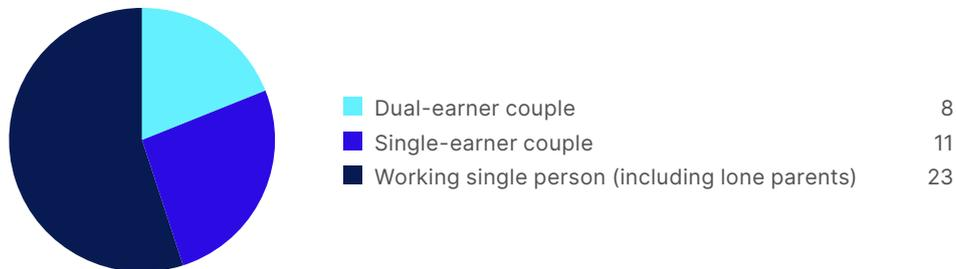 Dual-earner couple 8
Single-earner couple 11
Working single person (including lone parents) 23